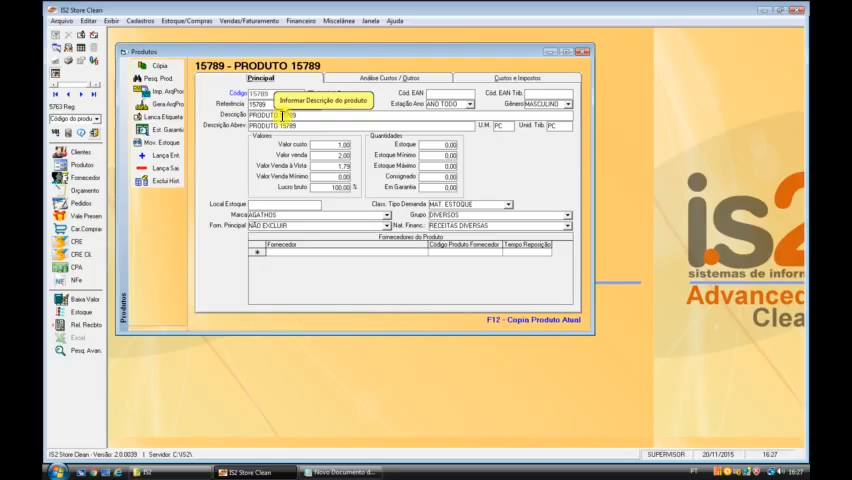 IS2 Store Clean
Arquivo Editar Exibir Cadastros Estoque/Compras Vendas/Faturamento Financeiro Miscelânea Janela Ajuda
5763 Reg
Código do produ
Clientes
Produtos
Fornecedor
Orçamento
Pedidos
Vale Presen
Car.Compra
CRE
CRE Cli.
CPA
NFe
Baixa Valor
Estoque
Rel. Recbto
Excel
Pesq. Avan.
Produtos
Cópia
Pesq. Prod.
Imp. ArqPro
Gera ArqPro
Lanca Etiqueta
Est. Garantia
Mov. Estoque
Lança Ent.
Lança Sai.
Exclui Hist.
Produtos
15789 - PRODUTO 15789
Principal Análise Custos / Outros Custos e Impostos
Código 15789 Cód. EAN Cód. EAN Trib.
Informar Descrição do produto
Referência 15789 Estação Ano ANO TODO Gênero MASCULINO
Descrição PRODUTO 15789
Descrição Abrev. PRODUTO 15789 U.M. PC Unid. Trib. PC
Valores Quantidades
Valor custo 1,00 Estoque 0,00
Valor venda 2,00 Estoque Mínimo 0,00
Valor Venda à Vista 1,79 Estoque Máximo 0,00
Valor Venda Mínimo 0,00 Consignado 0,00
Lucro bruto 100,00 % Em Garantia 0,00
Local Estoque Class. Tipo Demanda MAT. ESTOQUE
Marca AGATHOS Grupo DIVERSOS
Forn. Principal NÃO EXCLUIR Nat. Financ.: RECEITAS DIVERSAS
Fornecedores do Produto
Fornecedor Código Produto Fornecedor Tempo Reposição
F12 - Copia Produto Atual
i.s2
sistemas de infor
Advanced
Clea
IS2 Store Clean - Versão: 2.0.0039 Servidor C:\IS2\ SUPERVISOR 20/11/2015 16:27
IS2 IS2 Store Clean Novo Documento d... PT 16:27